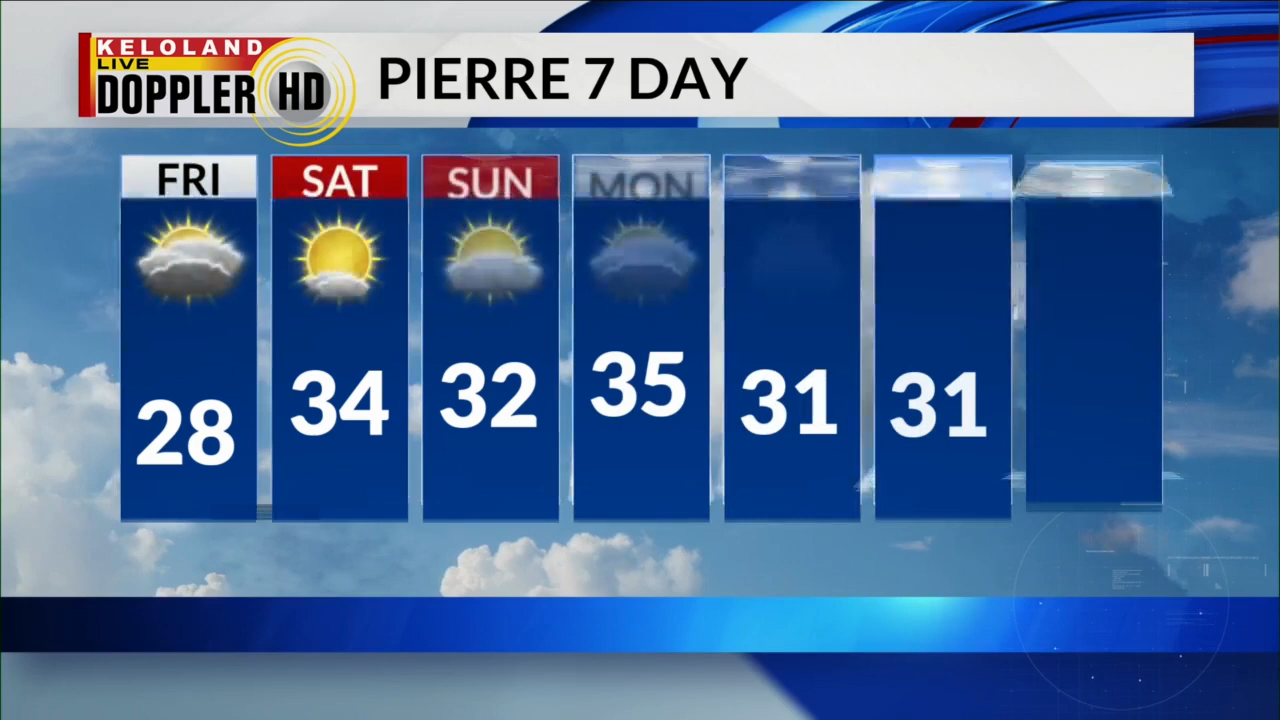 KELOLAND
LIVE
DOPPLER HD
PIERRE 7 DAY
FRI SAT SUN MON
28 34 32 35 31 31